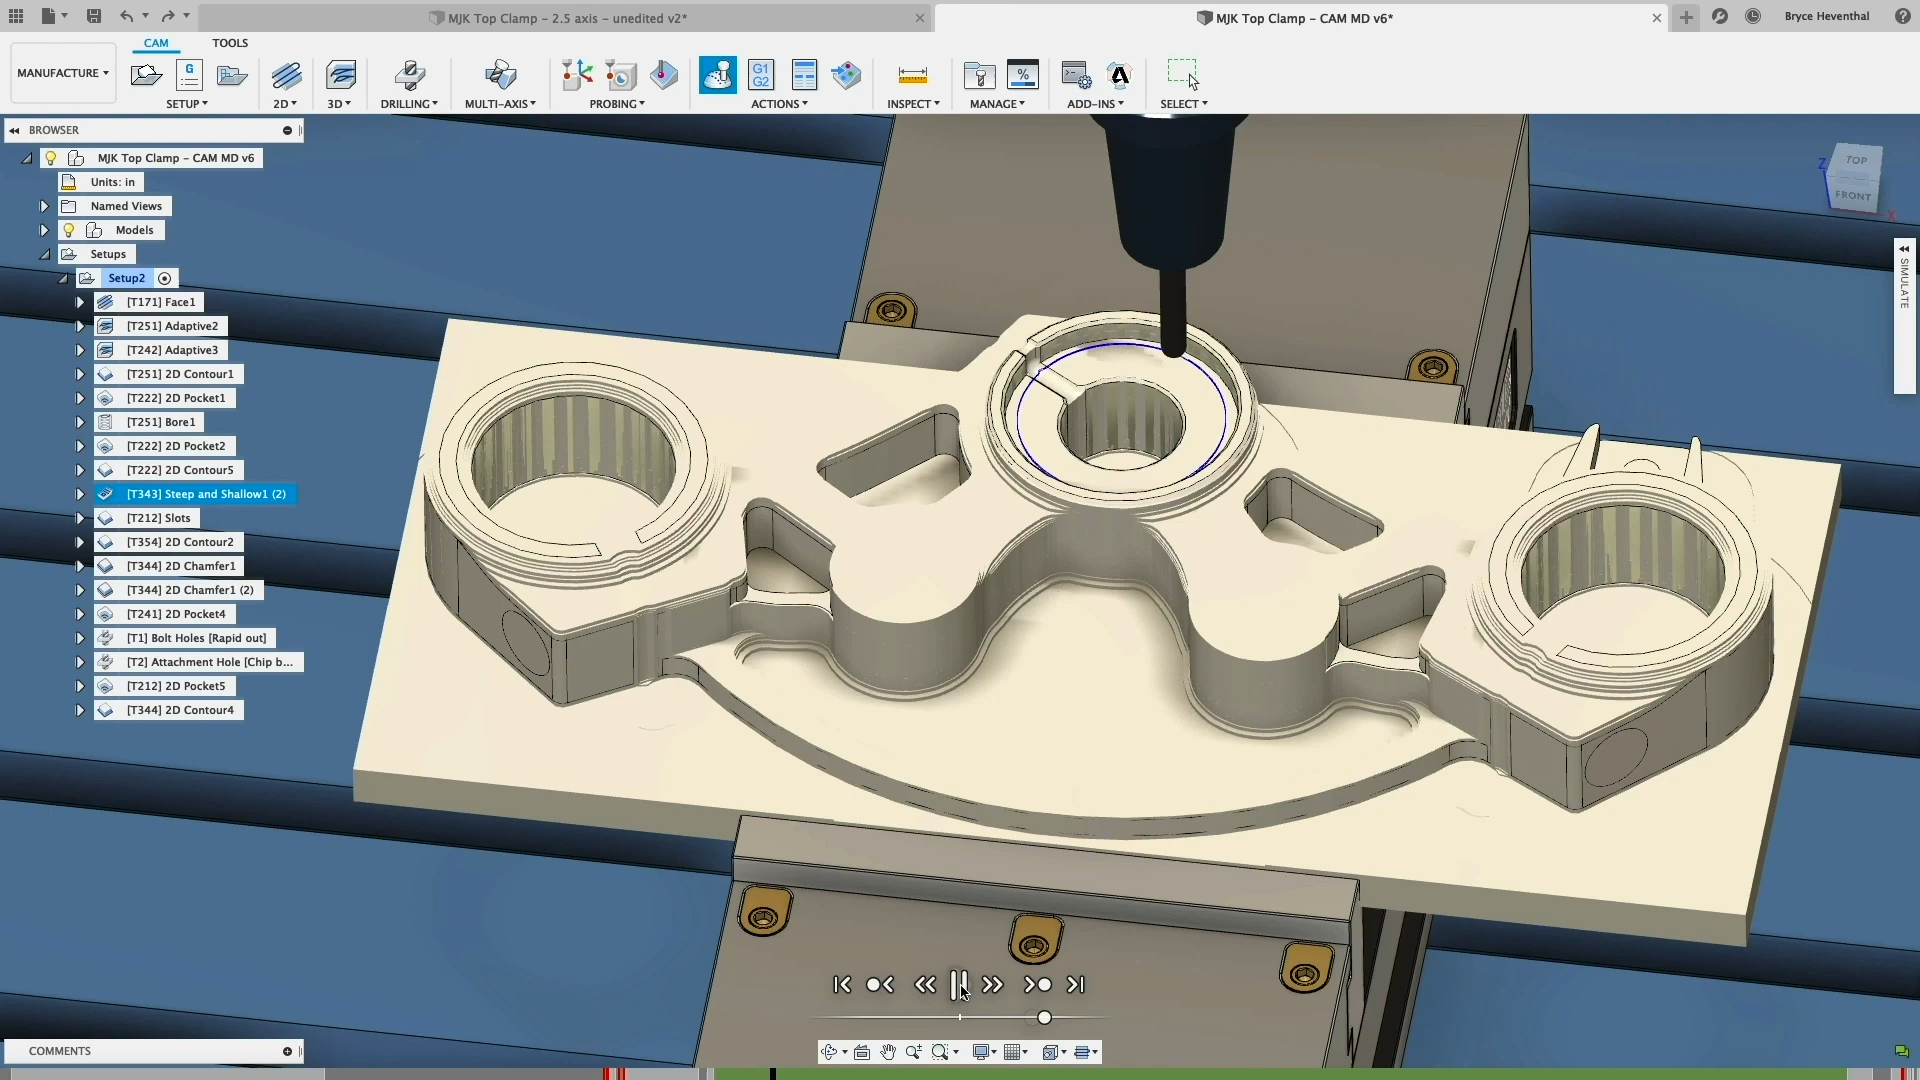 MJK Top Clamp – 2.5 axis – unedited v2*
MJK Top Clamp – CAM MD v6*
Bryce Heventhal
CAM
TOOLS
MANUFACTURE
G
G1
G2
%
SETUP
2D
3D
DRILLING
MULTI-AXIS
PROBING
ACTIONS
INSPECT
MANAGE
ADD-INS
SELECT
BROWSER
MJK Top Clamp – CAM MD v6
Units: in
Named Views
Models
Setups
Setup2
[T171] Face1
[T251] Adaptive2
[T242] Adaptive3
[T251] 2D Contour1
[T222] 2D Pocket1
[T251] Bore1
[T222] 2D Pocket2
[T222] 2D Contour5
[T343] Steep and Shallow1 (2)
[T212] Slots
[T354] 2D Contour2
[T344] 2D Chamfer1
[T344] 2D Chamfer1 (2)
[T241] 2D Pocket4
[T1] Bolt Holes [Rapid out]
[T2] Attachment Hole [Chip b...
[T212] 2D Pocket5
[T344] 2D Contour4
Z
TOP
FRONT
X
SIMULATE
COMMENTS